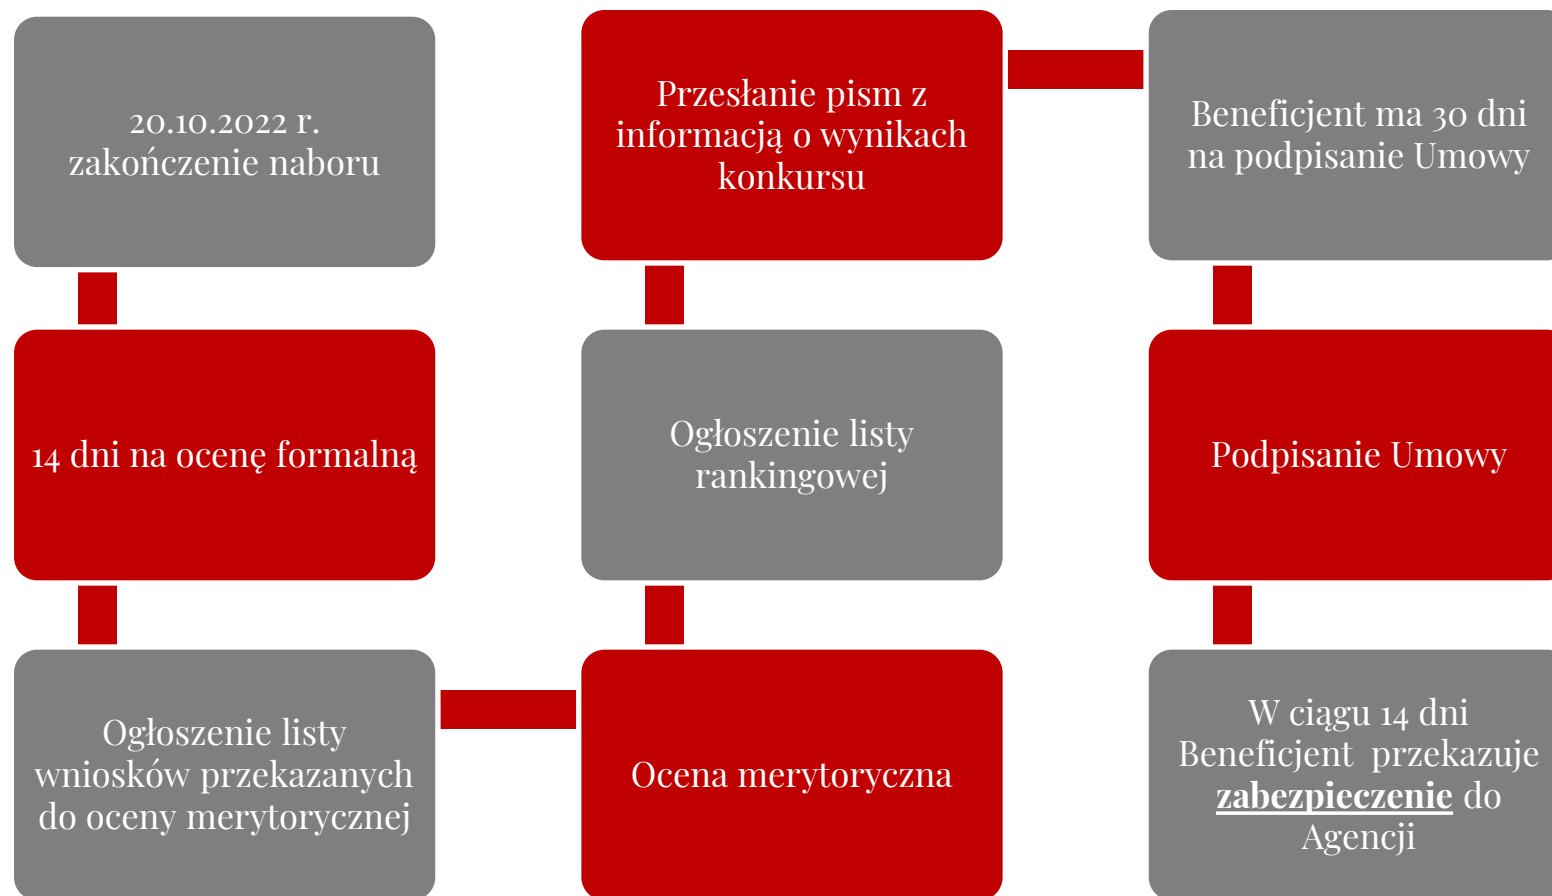 20.10.2022 r.
zakończenie naboru
14 dni na ocenę formalną
Ogłoszenie listy
wniosków przekazanych
do oceny merytorycznej
Ocena merytoryczna
Ogłoszenie listy
rankingowej
Przesłanie pism z
informacją o wynikach
konkursu
Beneficjent ma 30 dni
na podpisanie Umowy
Podpisanie Umowy
W ciągu 14 dni
Beneficjent  przekazuje
zabezpieczenie do
Agencji